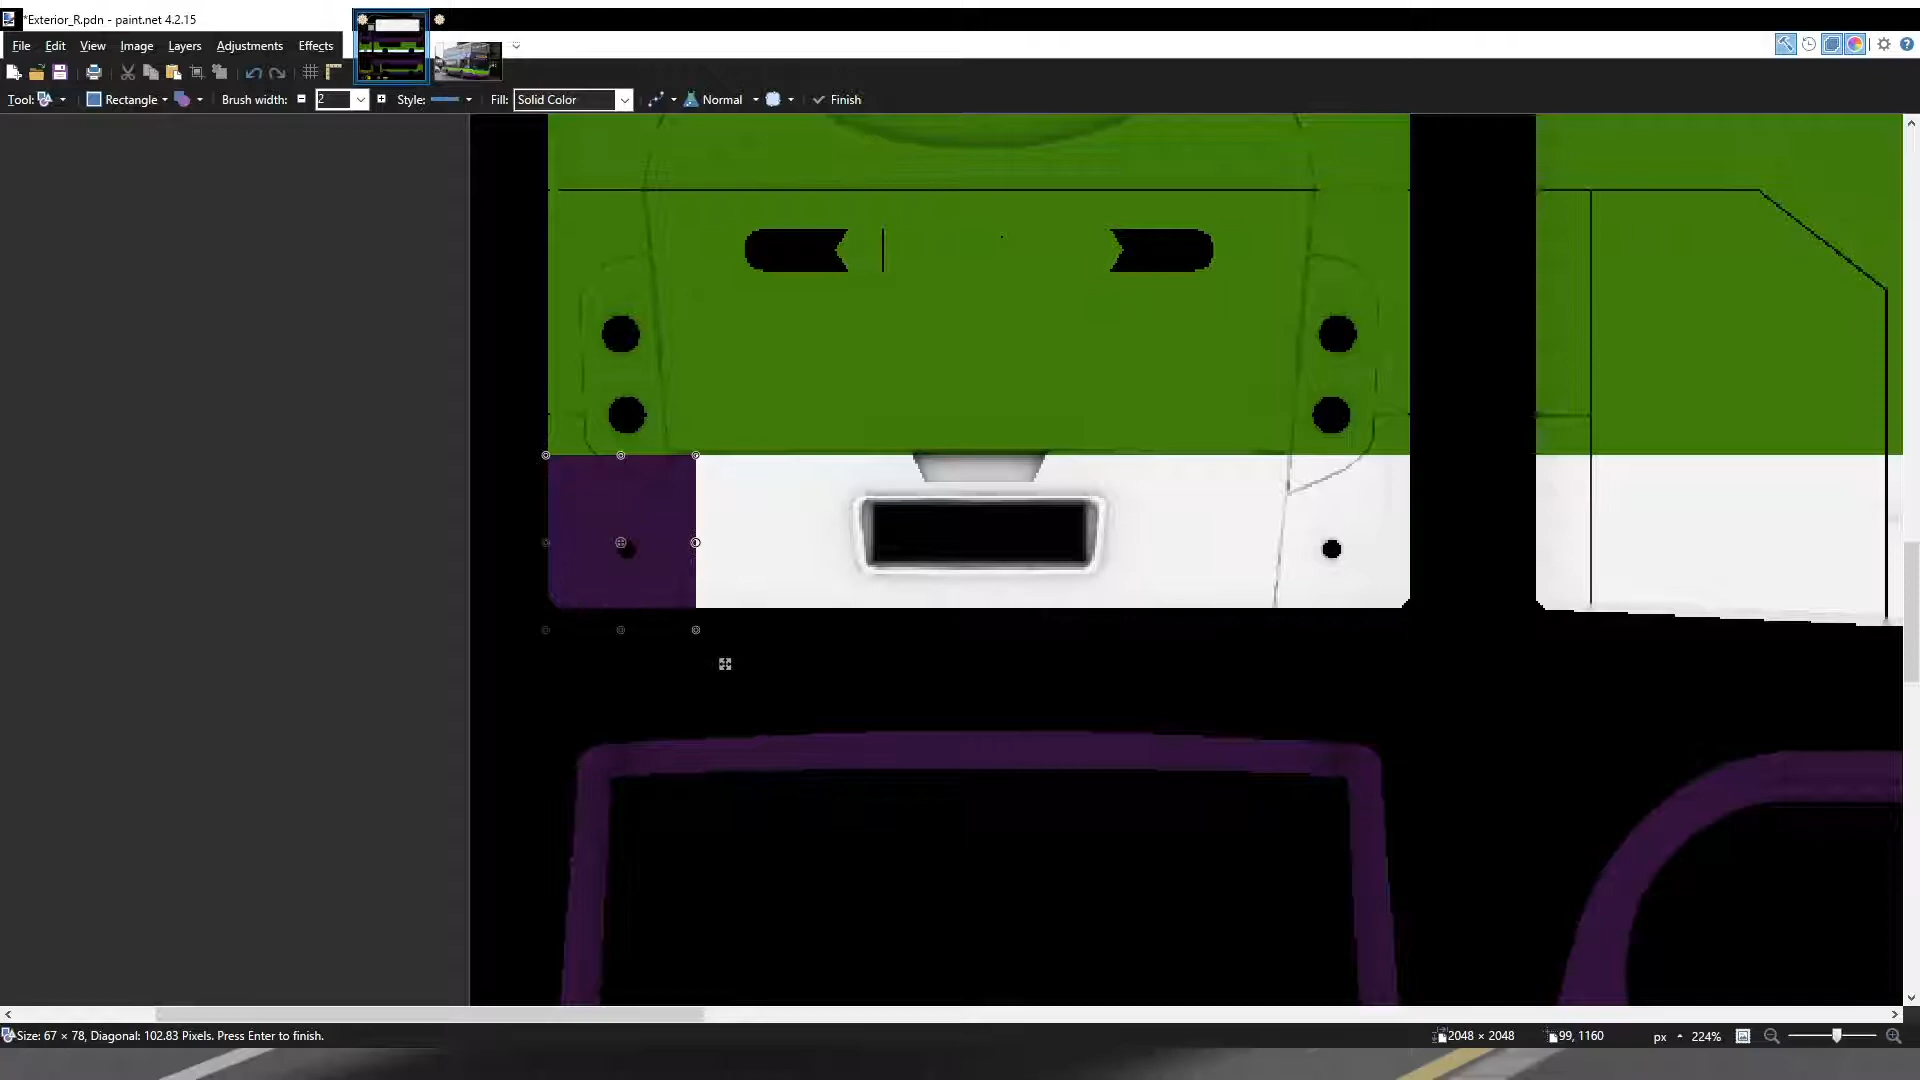 *Exterior_R.pdn - paint.net 4.2.15
File Edit View Image Layers Adjustments Effects
Tool: Rectangle Brush width: 2 Style: Fill: Solid Color Normal Finish
Size: 67 × 78, Diagonal: 102.83 Pixels. Press Enter to finish. 2048 × 2048 99, 1160 px 224%